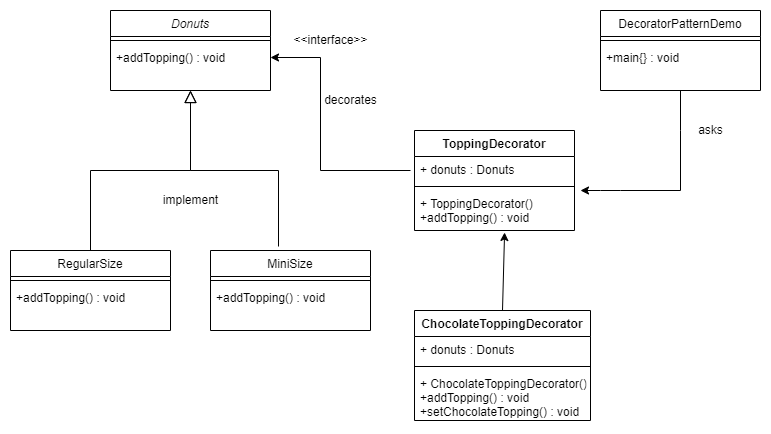 Donuts
+addTopping() : void
<<interface>>
decorates
DecoratorPatternDemo
+main{} : void
asks
ToppingDecorator
+ donuts : Donuts
+ ToppingDecorator()
+addTopping() : void
implement
RegularSize
+addTopping() : void
MiniSize
+addTopping() : void
ChocolateToppingDecorator
+ donuts : Donuts
+ ChocolateToppingDecorator()
+addTopping() : void
+setChocolateTopping() : void